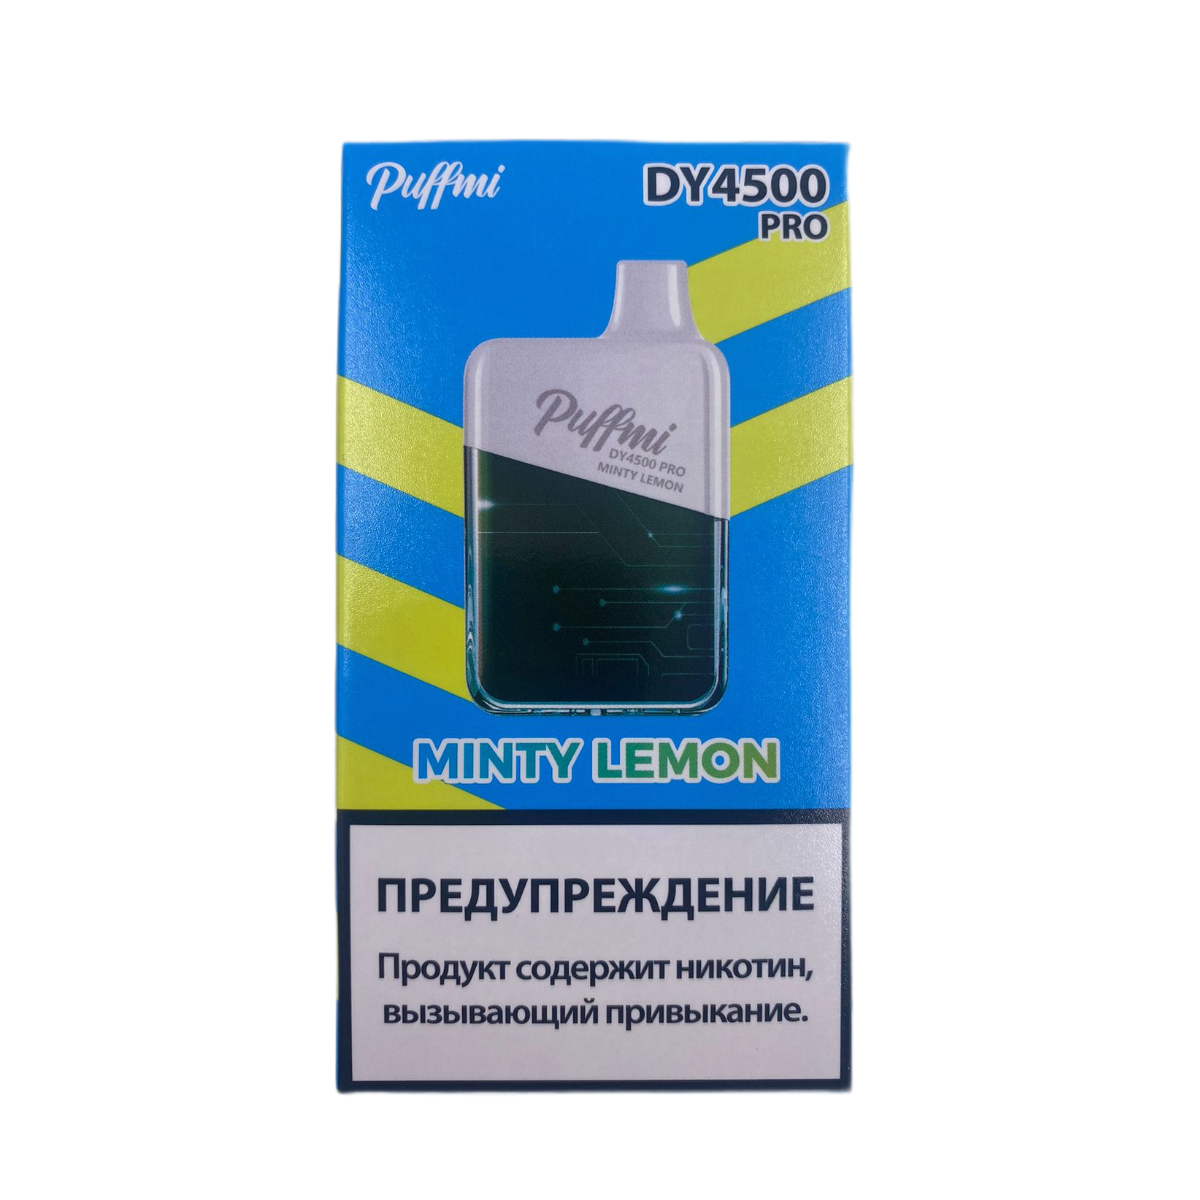 Puffmi
DY4500
PRO
Puffmi
DY4500 PRO
MINTY LEMON
MINTY LEMON
ПРЕДУПРЕЖДЕНИЕ
Продукт содержит никотин,
вызывающий привыкание.